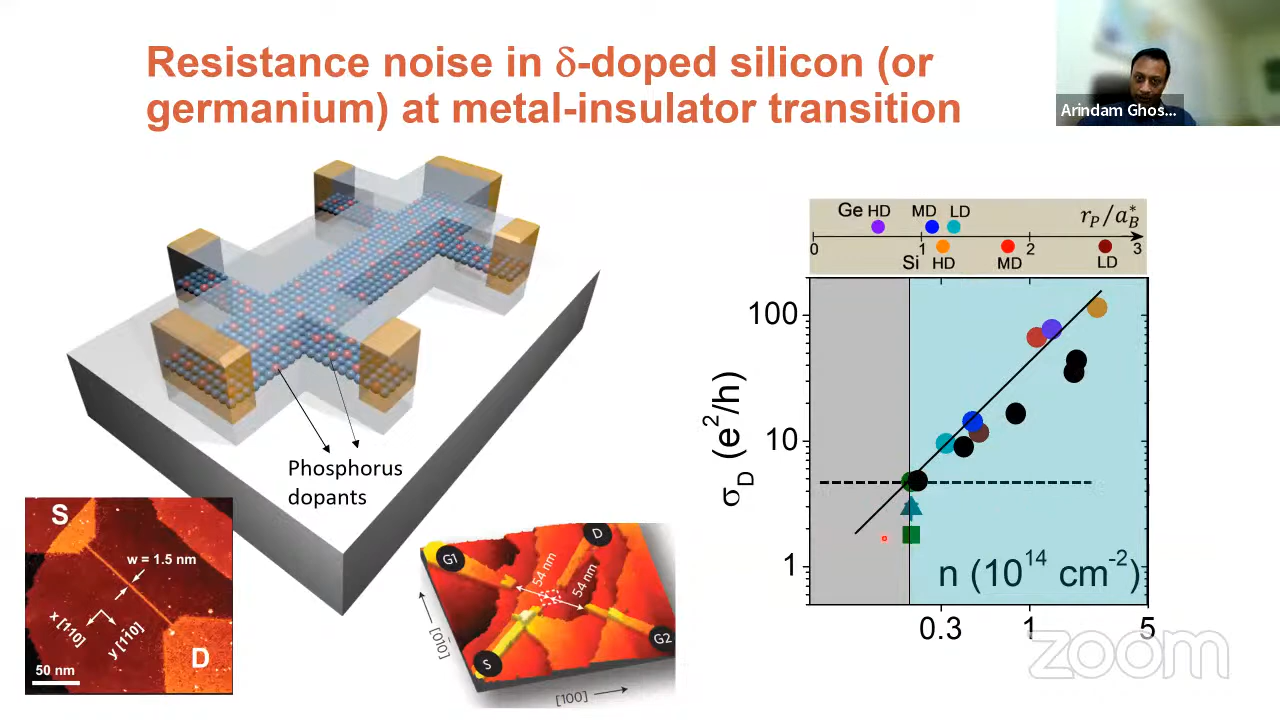 Resistance noise in δ-doped silicon (or
germanium) at metal-insulator transition
Arindam Ghos...
Phosphorus
dopants
S
w = 1.5 nm
x [110]
y [11̄0]
D
50 nm
G1
D
54 nm
54 nm
S
G2
[01̄0]
[100]
Ge HD MD LD r_P/a_B^*
0 1 2 3
Si HD MD LD
100
10
1
σ_D (e²/h)
n (10¹⁴ cm⁻²)
0.3 1 5
zoom